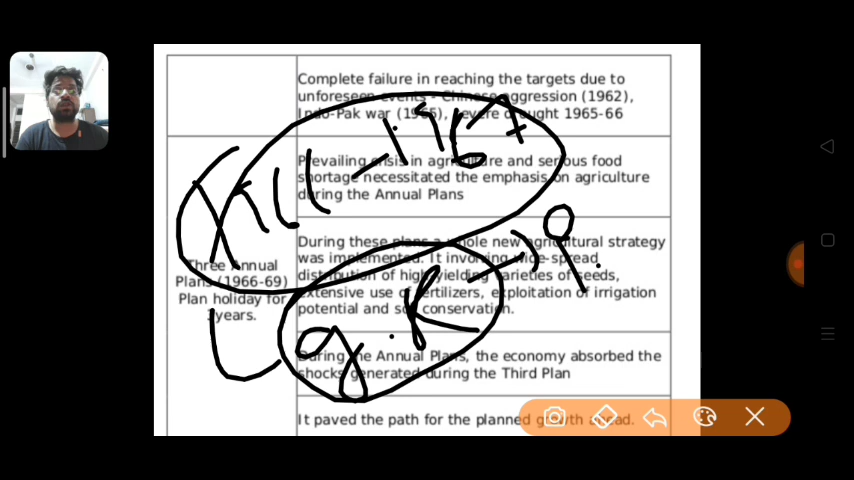 Complete failure in reaching the targets due to
unforeseen events - Chinese aggression (1962),
Indo-Pak war (1965), severe drought 1965-66
Prevailing crisis in agriculture and serious food
shortage necessitated the emphasis on agriculture
during the Annual Plans
Three Annual
Plans (1966-69)
Plan holiday for
3years.
During these plans a whole new agricultural strategy
was implemented. It involving wide-spread
distribution of high-yielding varieties of seeds,
extensive use of fertilizers, exploitation of irrigation
potential and soil conservation.
During the Annual Plans, the economy absorbed the
shocks generated during the Third Plan
It paved the path for the planned growth ahead.
1967
g.R